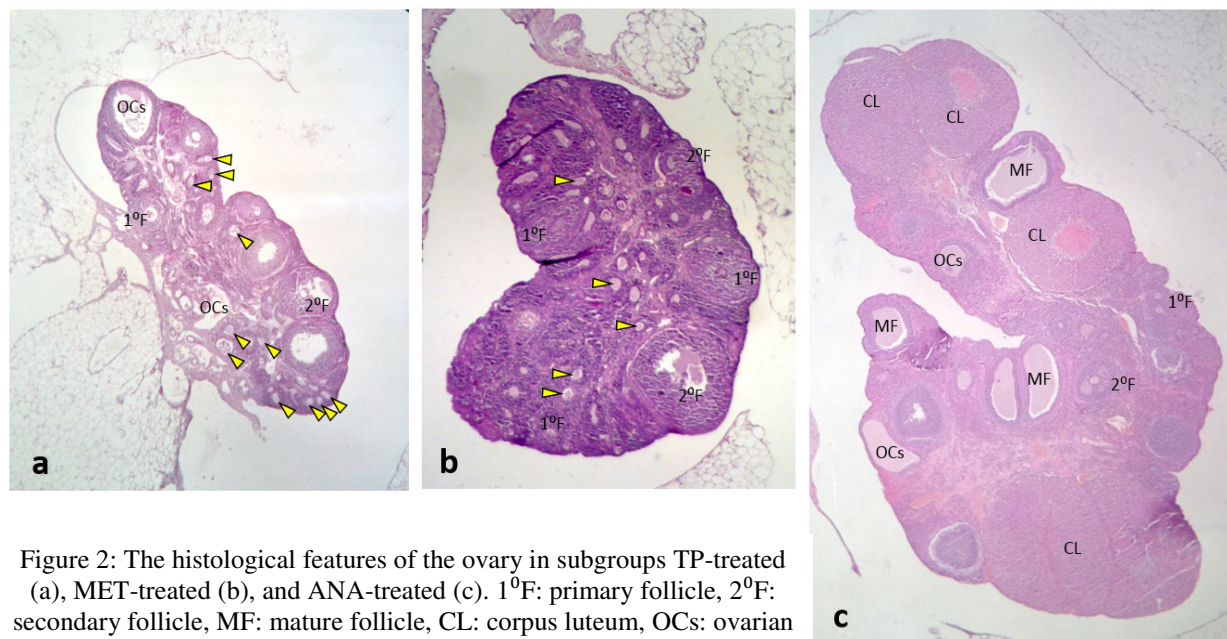 OCs
1⁰F
OCs
2⁰F
a
2⁰F
1⁰F
1⁰F
2⁰F
1⁰F
b
CL
CL
MF
CL
OCs
1⁰F
MF
MF
2⁰F
OCs
CL
c
Figure 2: The histological features of the ovary in subgroups TP-treated
(a), MET-treated (b), and ANA-treated (c). 1⁰F: primary follicle, 2⁰F:
secondary follicle, MF: mature follicle, CL: corpus luteum, OCs: ovarian